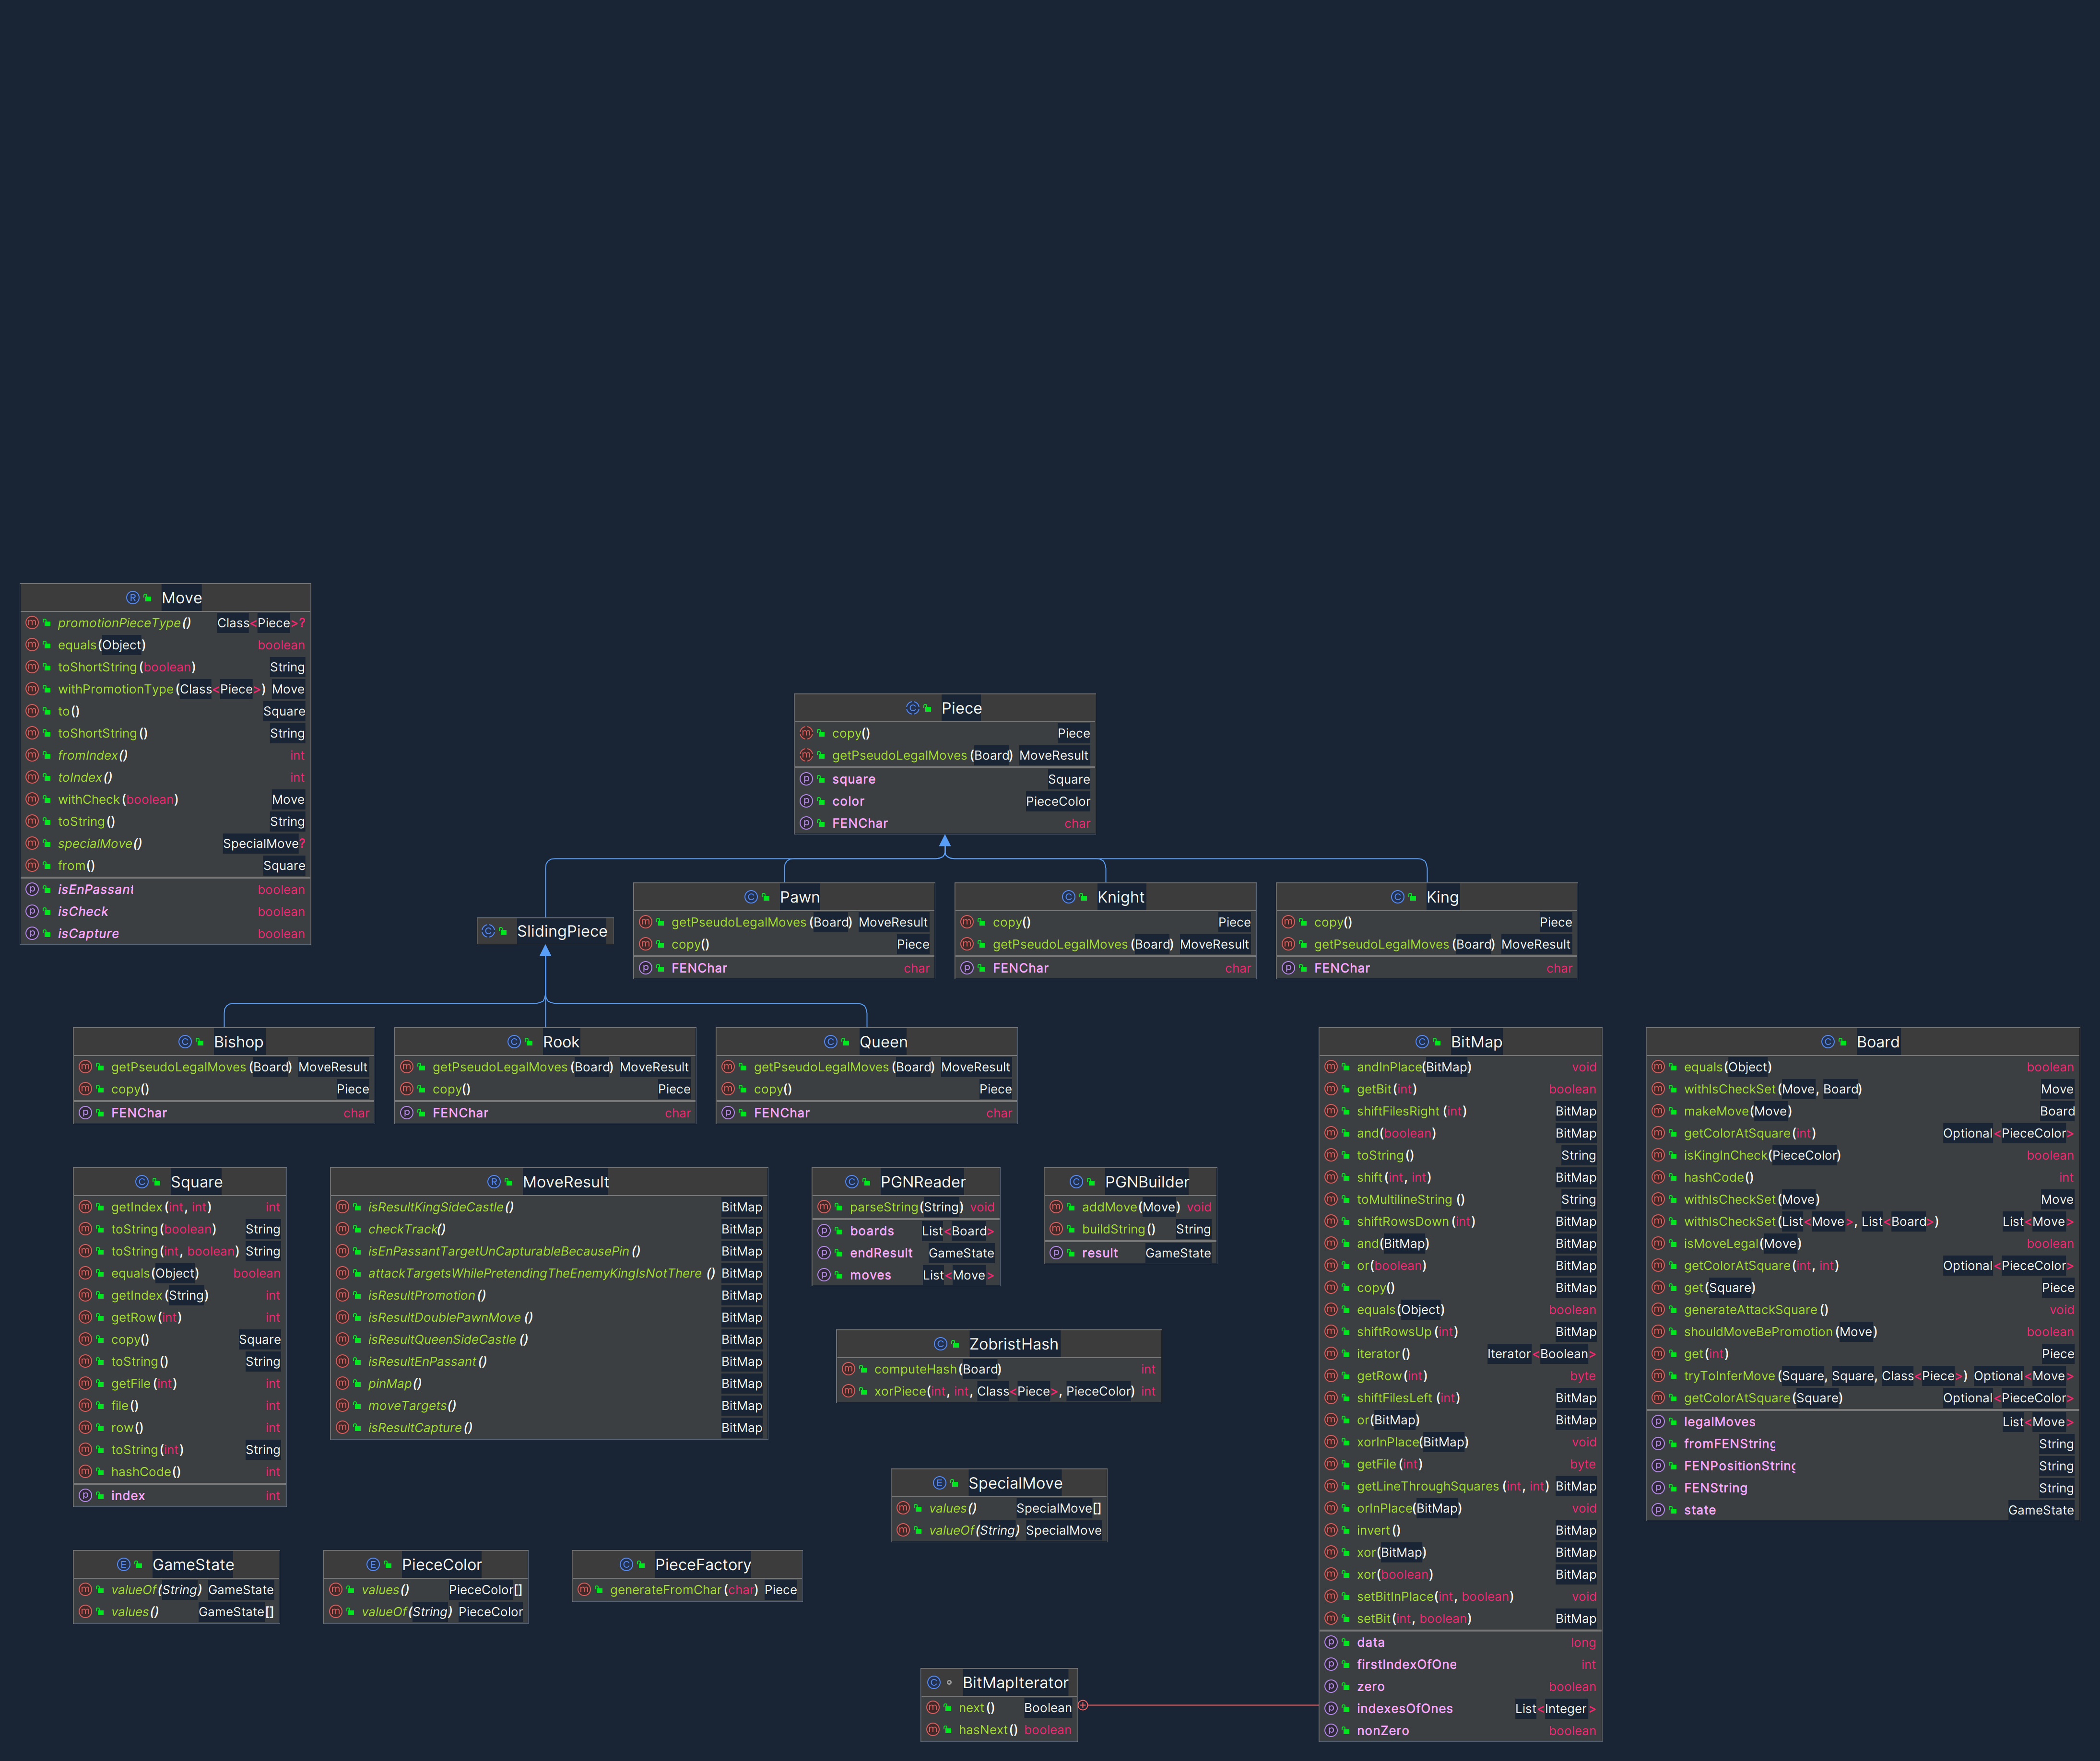 Move
promotionPieceType() Class<Piece>?
equals(Object) boolean
toShortString(boolean) String
withPromotionType(Class<Piece>) Move
to() Square
toShortString() String
fromIndex() int
toIndex() int
withCheck(boolean) Move
toString() String
specialMove() SpecialMove?
from() Square
isEnPassant boolean
isCheck boolean
isCapture boolean
Piece
copy() Piece
getPseudoLegalMoves(Board) MoveResult
square Square
color PieceColor
FENChar char
SlidingPiece
Pawn
getPseudoLegalMoves(Board) MoveResult
copy() Piece
FENChar char
Knight
copy() Piece
getPseudoLegalMoves(Board) MoveResult
FENChar char
King
copy() Piece
getPseudoLegalMoves(Board) MoveResult
FENChar char
Bishop
getPseudoLegalMoves(Board) MoveResult
copy() Piece
FENChar char
Rook
getPseudoLegalMoves(Board) MoveResult
copy() Piece
FENChar char
Queen
getPseudoLegalMoves(Board) MoveResult
copy() Piece
FENChar char
BitMap
andInPlace(BitMap) void
getBit(int) boolean
shiftFilesRight(int) BitMap
and(boolean) BitMap
toString() String
shift(int, int) BitMap
toMultilineString() String
shiftRowsDown(int) BitMap
and(BitMap) BitMap
or(boolean) BitMap
copy() BitMap
equals(Object) boolean
shiftRowsUp(int) BitMap
iterator() Iterator<Boolean>
getRow(int) byte
shiftFilesLeft(int) BitMap
or(BitMap) BitMap
xorInPlace(BitMap) void
getFile(int) byte
getLineThroughSquares(int, int) BitMap
orInPlace(BitMap) void
invert() BitMap
xor(BitMap) BitMap
xor(boolean) BitMap
setBitInPlace(int, boolean) void
setBit(int, boolean) BitMap
data long
firstIndexOfOne int
zero boolean
indexesOfOnes List<Integer>
nonZero boolean
Board
equals(Object) boolean
withIsCheckSet(Move, Board) Move
makeMove(Move) Board
getColorAtSquare(int) Optional<PieceColor>
isKingInCheck(PieceColor) boolean
hashCode() int
withIsCheckSet(Move) Move
withIsCheckSet(List<Move>, List<Board>) List<Move>
isMoveLegal(Move) boolean
getColorAtSquare(int, int) Optional<PieceColor>
get(Square) Piece
generateAttackSquare() void
shouldMoveBePromotion(Move) boolean
get(int) Piece
tryToInferMove(Square, Square, Class<Piece>) Optional<Move>
getColorAtSquare(Square) Optional<PieceColor>
legalMoves List<Move>
fromFENString String
FENPositionString String
FENString String
state GameState
Square
getIndex(int, int) int
toString(boolean) String
toString(int, boolean) String
equals(Object) boolean
getIndex(String) int
getRow(int) int
copy() Square
toString() String
getFile(int) int
file() int
row() int
toString(int) String
hashCode() int
index int
MoveResult
isResultKingSideCastle() BitMap
checkTrack() BitMap
isEnPassantTargetUnCapturableBecausePin() BitMap
attackTargetsWhilePretendingTheEnemyKingIsNotThere() BitMap
isResultPromotion() BitMap
isResultDoublePawnMove() BitMap
isResultQueenSideCastle() BitMap
isResultEnPassant() BitMap
pinMap() BitMap
moveTargets() BitMap
isResultCapture() BitMap
PGNReader
parseString(String) void
boards List<Board>
endResult GameState
moves List<Move>
PGNBuilder
addMove(Move) void
buildString() String
result GameState
ZobristHash
computeHash(Board) int
xorPiece(int, int, Class<Piece>, PieceColor) int
SpecialMove
values() SpecialMove[]
valueOf(String) SpecialMove
GameState
valueOf(String) GameState
values() GameState[]
PieceColor
values() PieceColor[]
valueOf(String) PieceColor
PieceFactory
generateFromChar(char) Piece
BitMapIterator
next() Boolean
hasNext() boolean